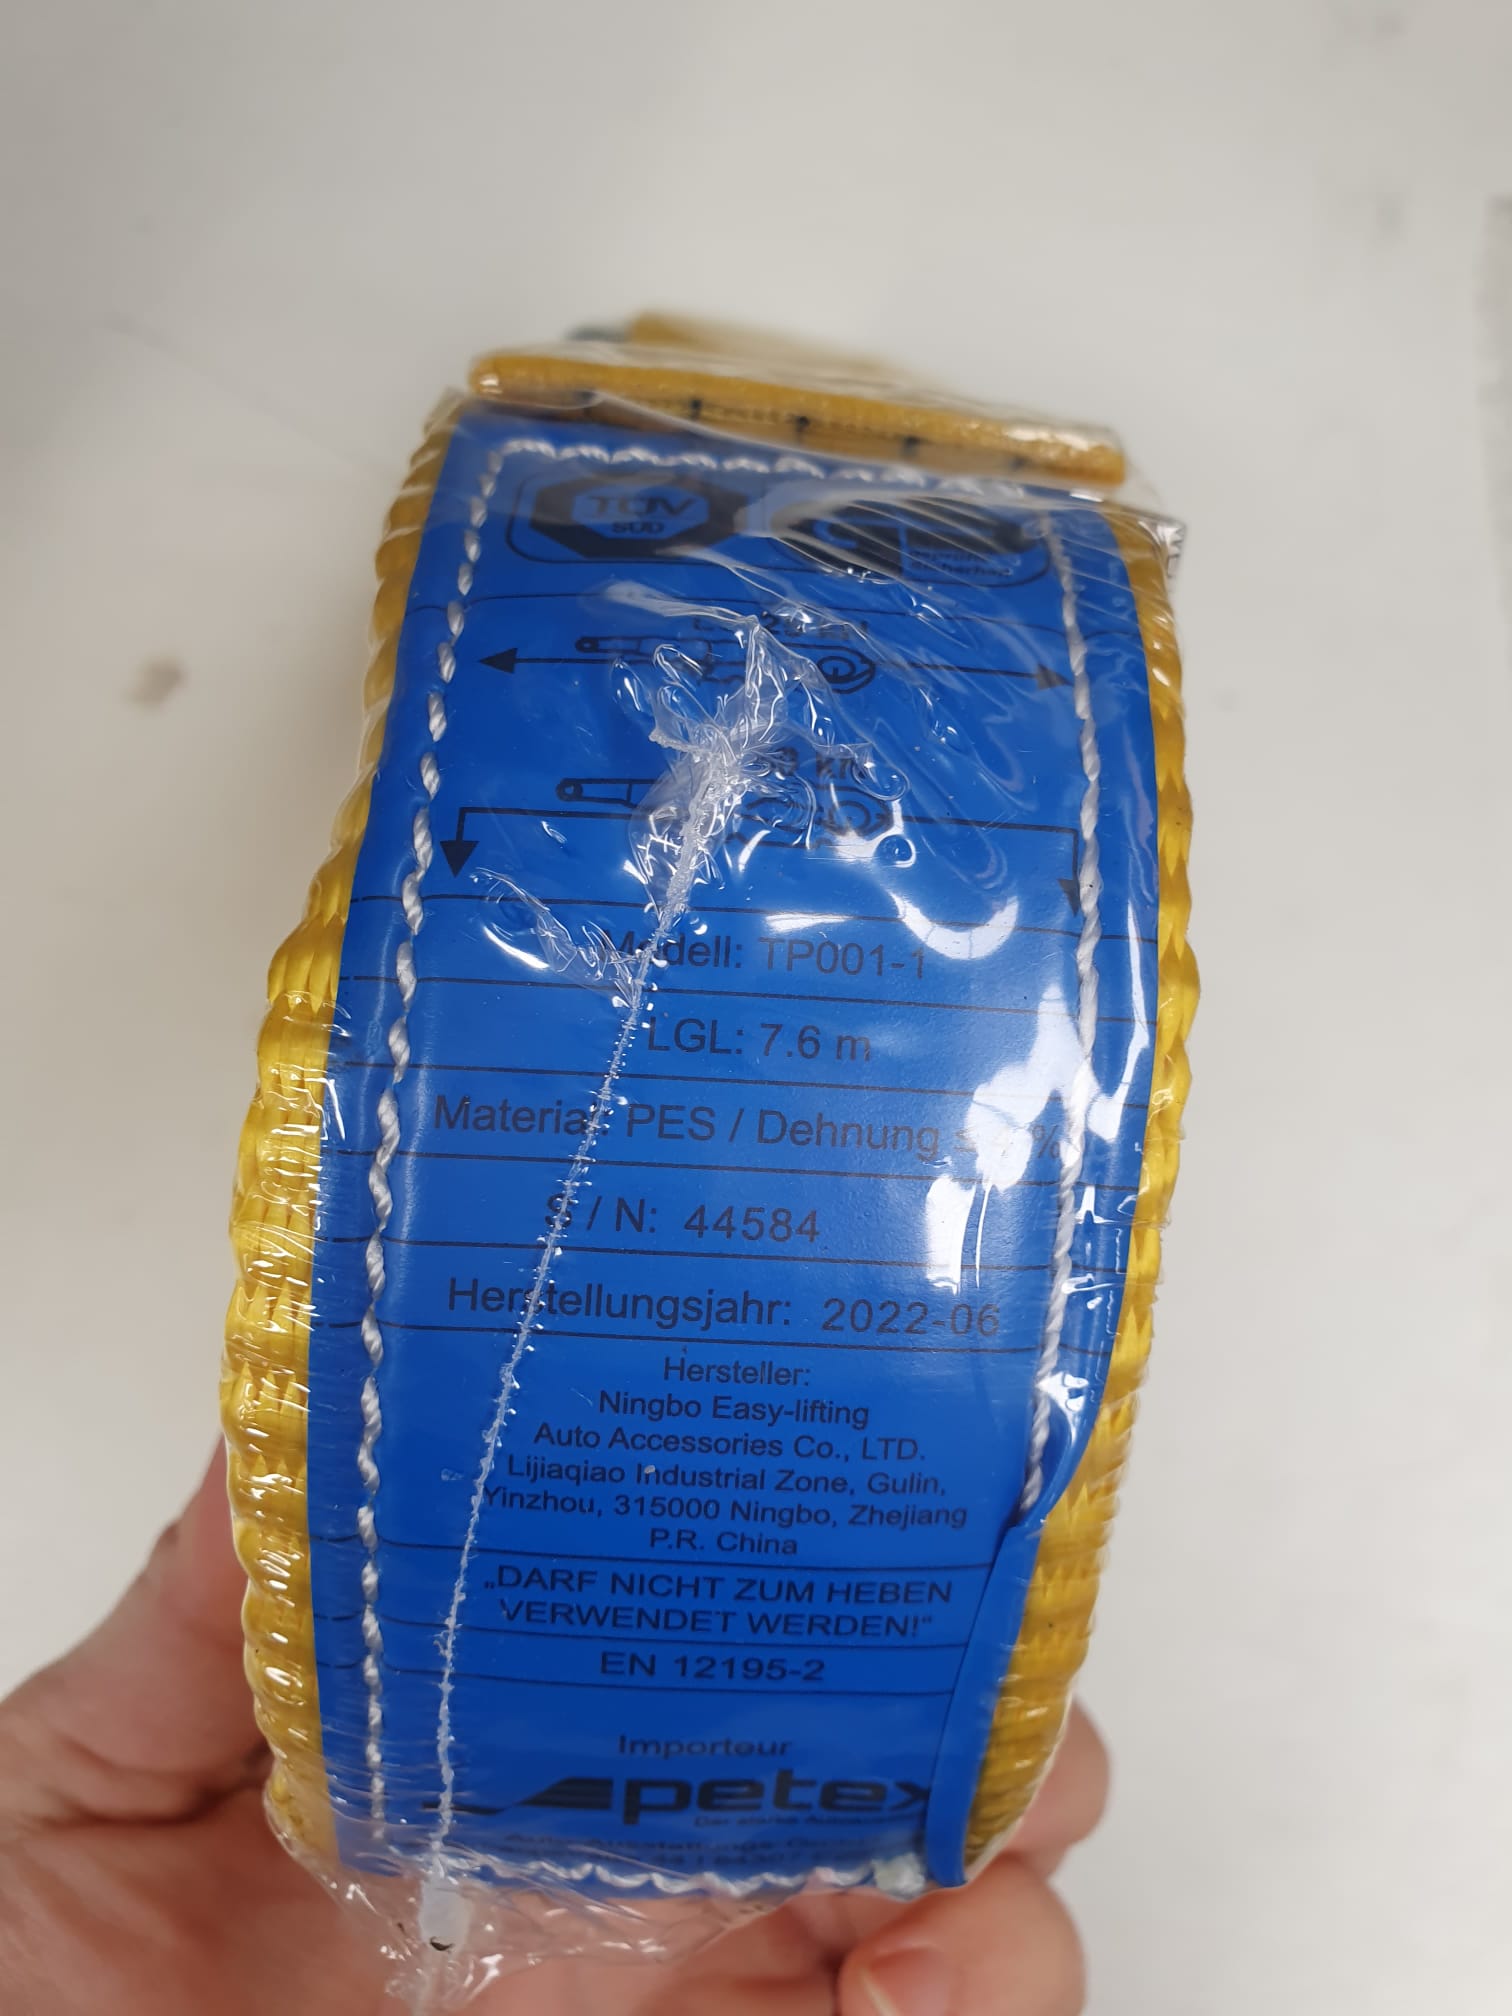 TÜV
SÜD
Modell: TP001-1
LGL: 7.6 m
Material: PES / Dehnung ≤ %
S / N: 44584
Herstellungsjahr: 2022-06
Hersteller:
Ningbo Easy-lifting
Auto Accessories Co., LTD.
Lijiaqiao Industrial Zone, Gulin,
Yinzhou, 315000 Ningbo, Zhejiang
P.R. China
„DARF NICHT ZUM HEBEN
VERWENDET WERDEN!“
EN 12195-2
Importeur
petex